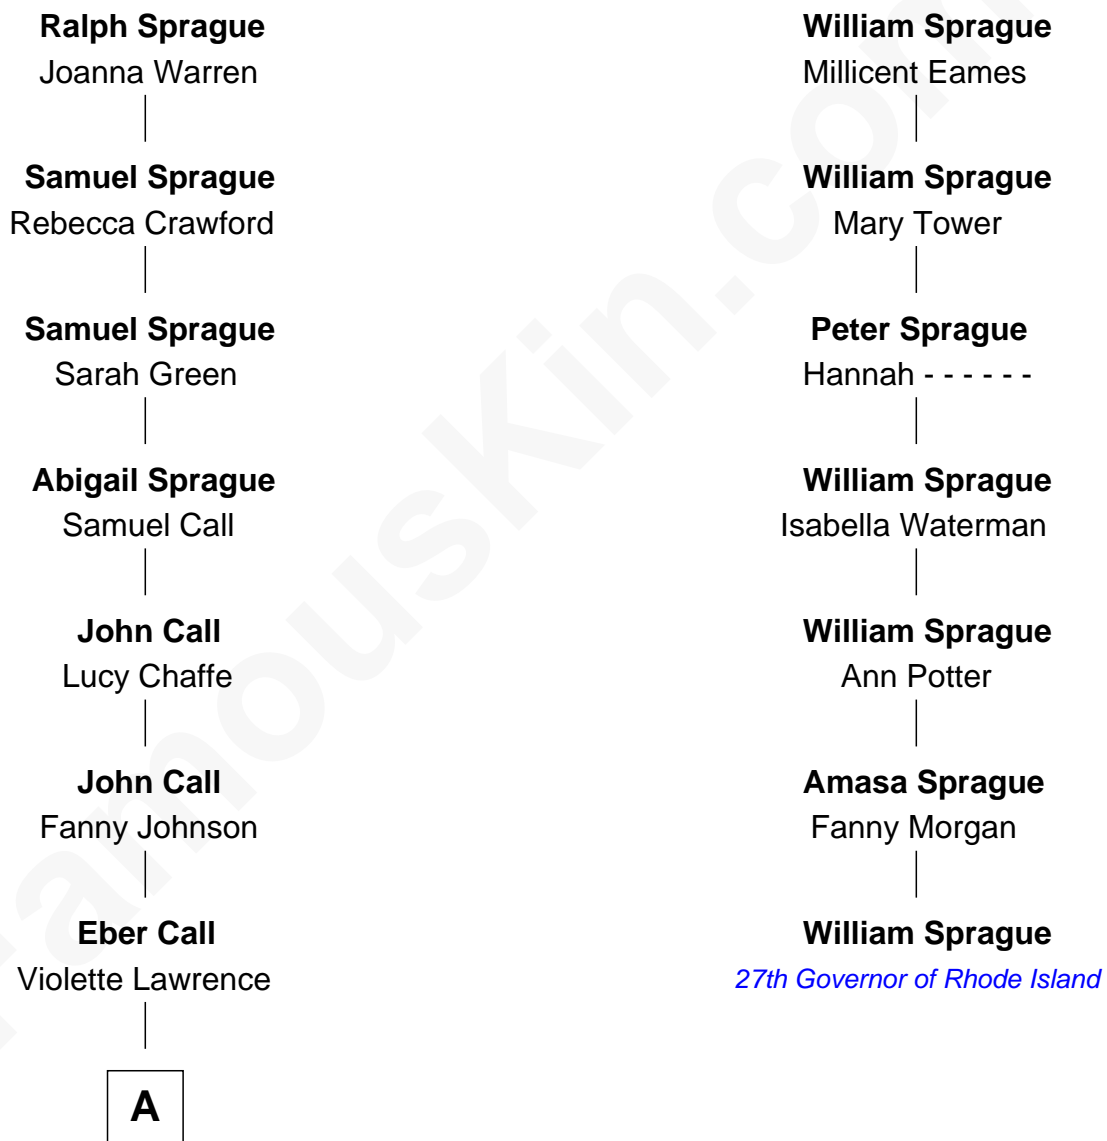 Ralph Sprague
Joanna Warren
Samuel Sprague
Rebecca Crawford
Samuel Sprague
Sarah Green
Abigail Sprague
Samuel Call
John Call
Lucy Chaffe
John Call
Fanny Johnson
Eber Call
Violette Lawrence
A
William Sprague
Millicent Eames
William Sprague
Mary Tower
Peter Sprague
Hannah - - - - - -
William Sprague
Isabella Waterman
William Sprague
Ann Potter
Amasa Sprague
Fanny Morgan
William Sprague
27th Governor of Rhode Island
FamousKin.com